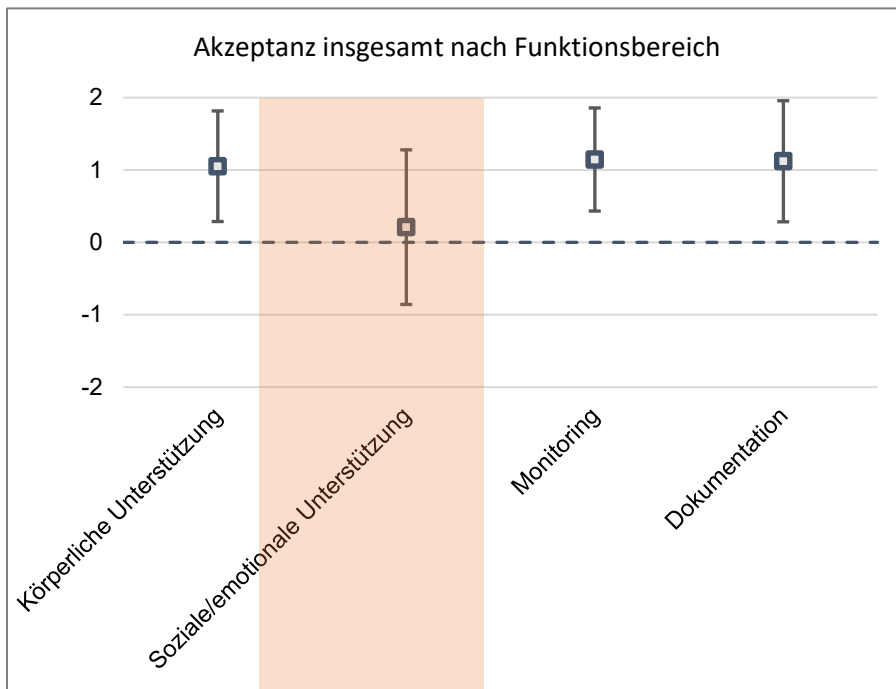 Akzeptanz insgesamt nach Funktionsbereich
2
1
0
-1
-2
Körperliche Unterstützung
Soziale/emotionale Unterstützung
Monitoring
Dokumentation